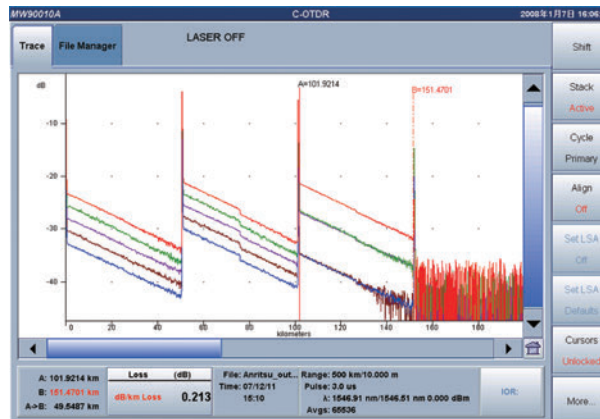 MW90010A C-OTDR 2008年1月7日 16:06
Trace File Manager LASER OFF
Shift
Stack
Active
Cycle
Primary
Align
Off
Set LSA
Off
Set LSA
Defaults
Cursors
Unlocked
More...
dB
A=101.9214
B=151.4701
-10
-20
-30
-40
0 20 40 60 80 100 120 140 160 180
kilometers
A: 101.9214 km
B: 151.4701 km
A->B: 49.5487 km
Loss (dB)
dB/km Loss 0.213
File: Anritsu_out...
Time: 07/12/11
15:10
Range: 500 km/10.000 m
Pulse: 3.0 us
λ: 1546.91 nm/1546.51 nm 0.000 dBm
Avgs: 65536
IOR: